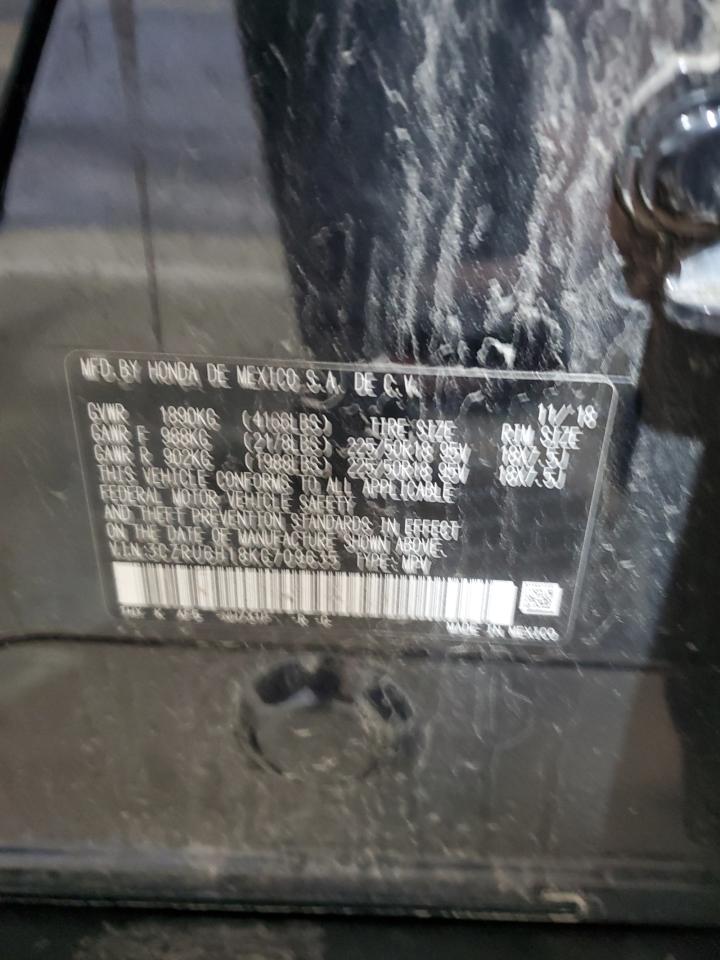 MFD. BY HONDA DE MEXICO S.A. DE C.V. 11/18
GVWR 1890KG (4168LBS) TIRE SIZE RIM SIZE
GAWR F 988KG (2178LBS) 225/50R18 95V 18X7.5J
GAWR R 902KG (1988LBS) 225/50R18 95V 18X7.5J
THIS VEHICLE CONFORMS TO ALL APPLICABLE
FEDERAL MOTOR VEHICLE SAFETY
AND THEFT PREVENTION STANDARDS IN EFFECT
ON THE DATE OF MANUFACTURE SHOWN ABOVE.
VIN:3CZRU6H18KG709635 TYPE: MPV
MADE IN MEXICO